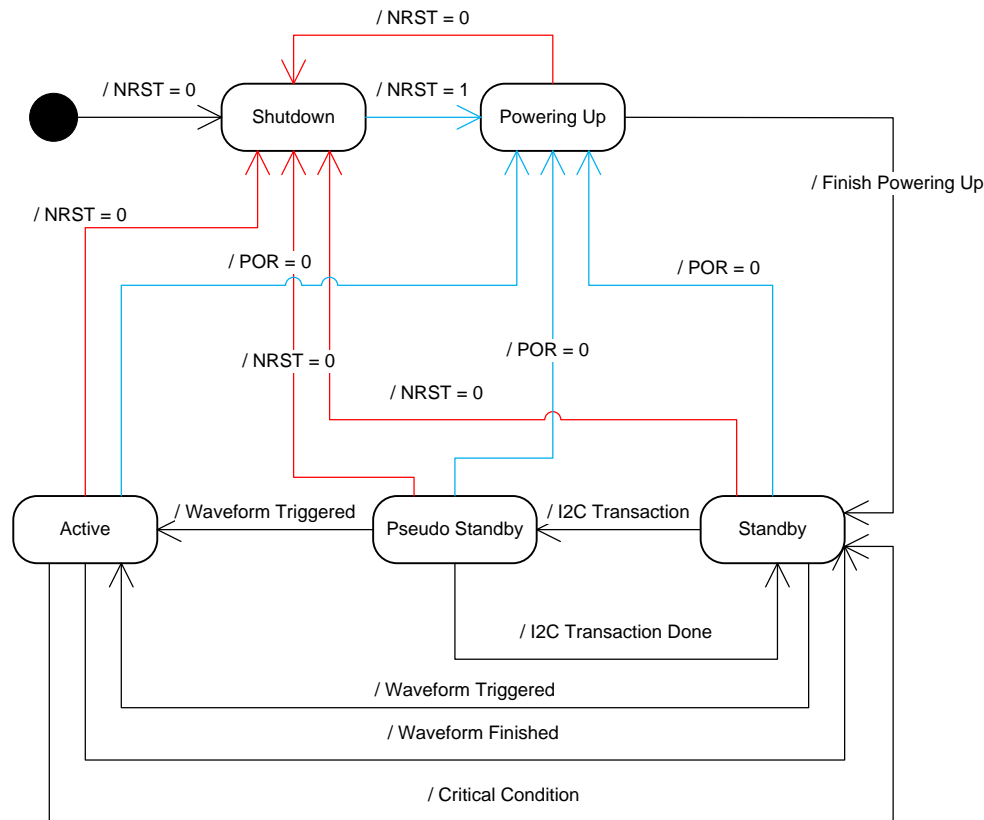 / NRST = 0
/ NRST = 0
Shutdown
/ NRST = 1
Powering Up
/ Finish Powering Up
/ NRST = 0
/ POR = 0
/ POR = 0
/ NRST = 0
/ POR = 0
/ NRST = 0
Active
/ Waveform Triggered
Pseudo Standby
/ I2C Transaction
Standby
/ I2C Transaction Done
/ Waveform Triggered
/ Waveform Finished
/ Critical Condition